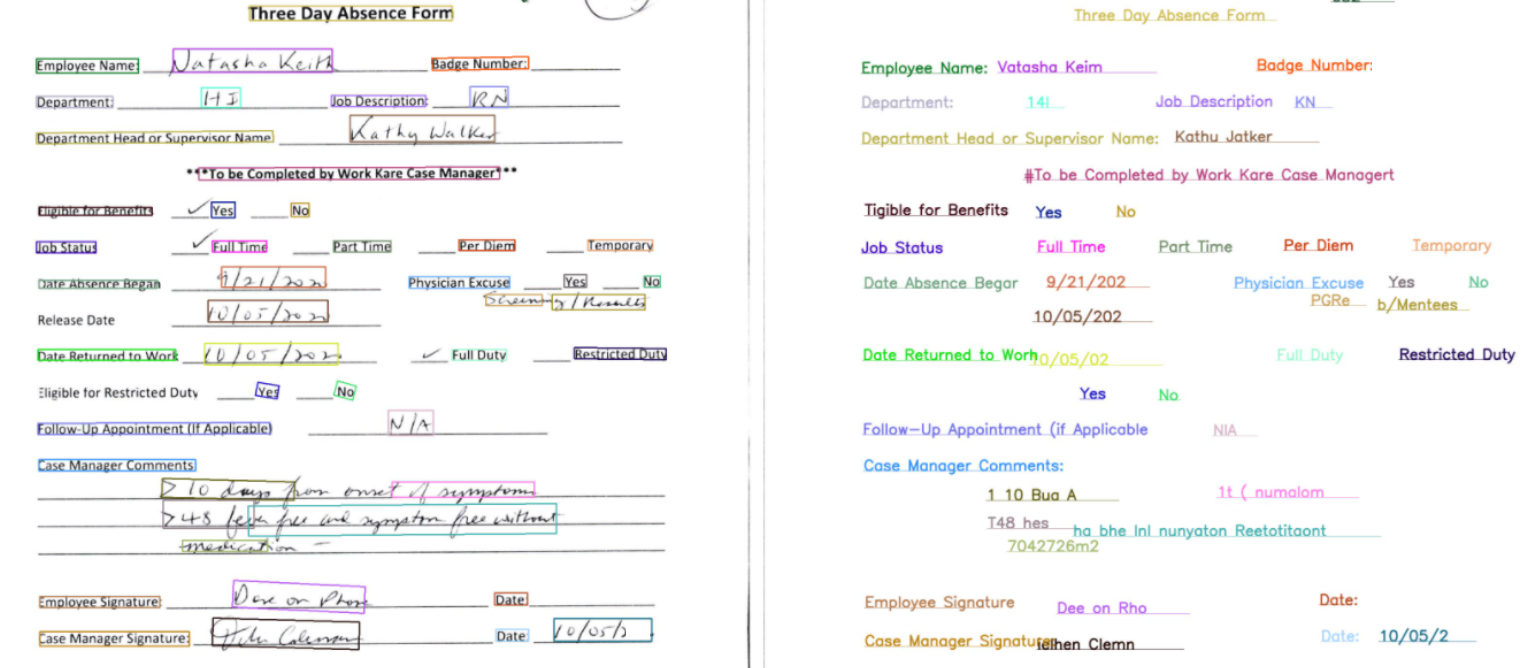 Three Day Absence Form
Employee Name: Natasha Keith Badge Number:
Department: HI Job Description: RN
Department Head or Supervisor Name Kathy Walker
***To be Completed by Work Kare Case Manager***
Eligible for Benefits ✓ Yes No
Job Status ✓ Full Time Part Time Per Diem Temporary
Date Absence Began 9/21/202 Physician Excuse Yes No
Screening/Results
Release Date 10/05/202
Date Returned to Work 10/05/202 ✓ Full Duty Restricted Duty
Eligible for Restricted Duty Yes No
Follow-Up Appointment (If Applicable) N/A
Case Manager Comments
>10 days from onset of symptoms
>48 fever free and symptom free without
medication -
Employee Signature: Done on Phone Date:
Case Manager Signature: Date: 10/05/2
Three Day Absence Form
Employee Name: Vatasha Keim Badge Number:
Department: 14I Job Description KN
Department Head or Supervisor Name: Kathu Jatker
#To be Completed by Work Kare Case Managert
Tigible for Benefits Yes No
Job Status Full Time Part Time Per Diem Temporary
Date Absence Begar 9/21/202 Physician Excuse Yes No
PGRe b/Mentees
10/05/202
Date Returned to Worh 10/05/02 Full Duty Restricted Duty
Yes No
Follow-Up Appointment (if Applicable NIA
Case Manager Comments:
1 10 Bua A 1t ( numalom
T48 hes ha bhe Inl nunyaton Reetotitaont
7042726m2
Employee Signature Dee on Rho Date:
Case Manager Signature Clemn Date: 10/05/2